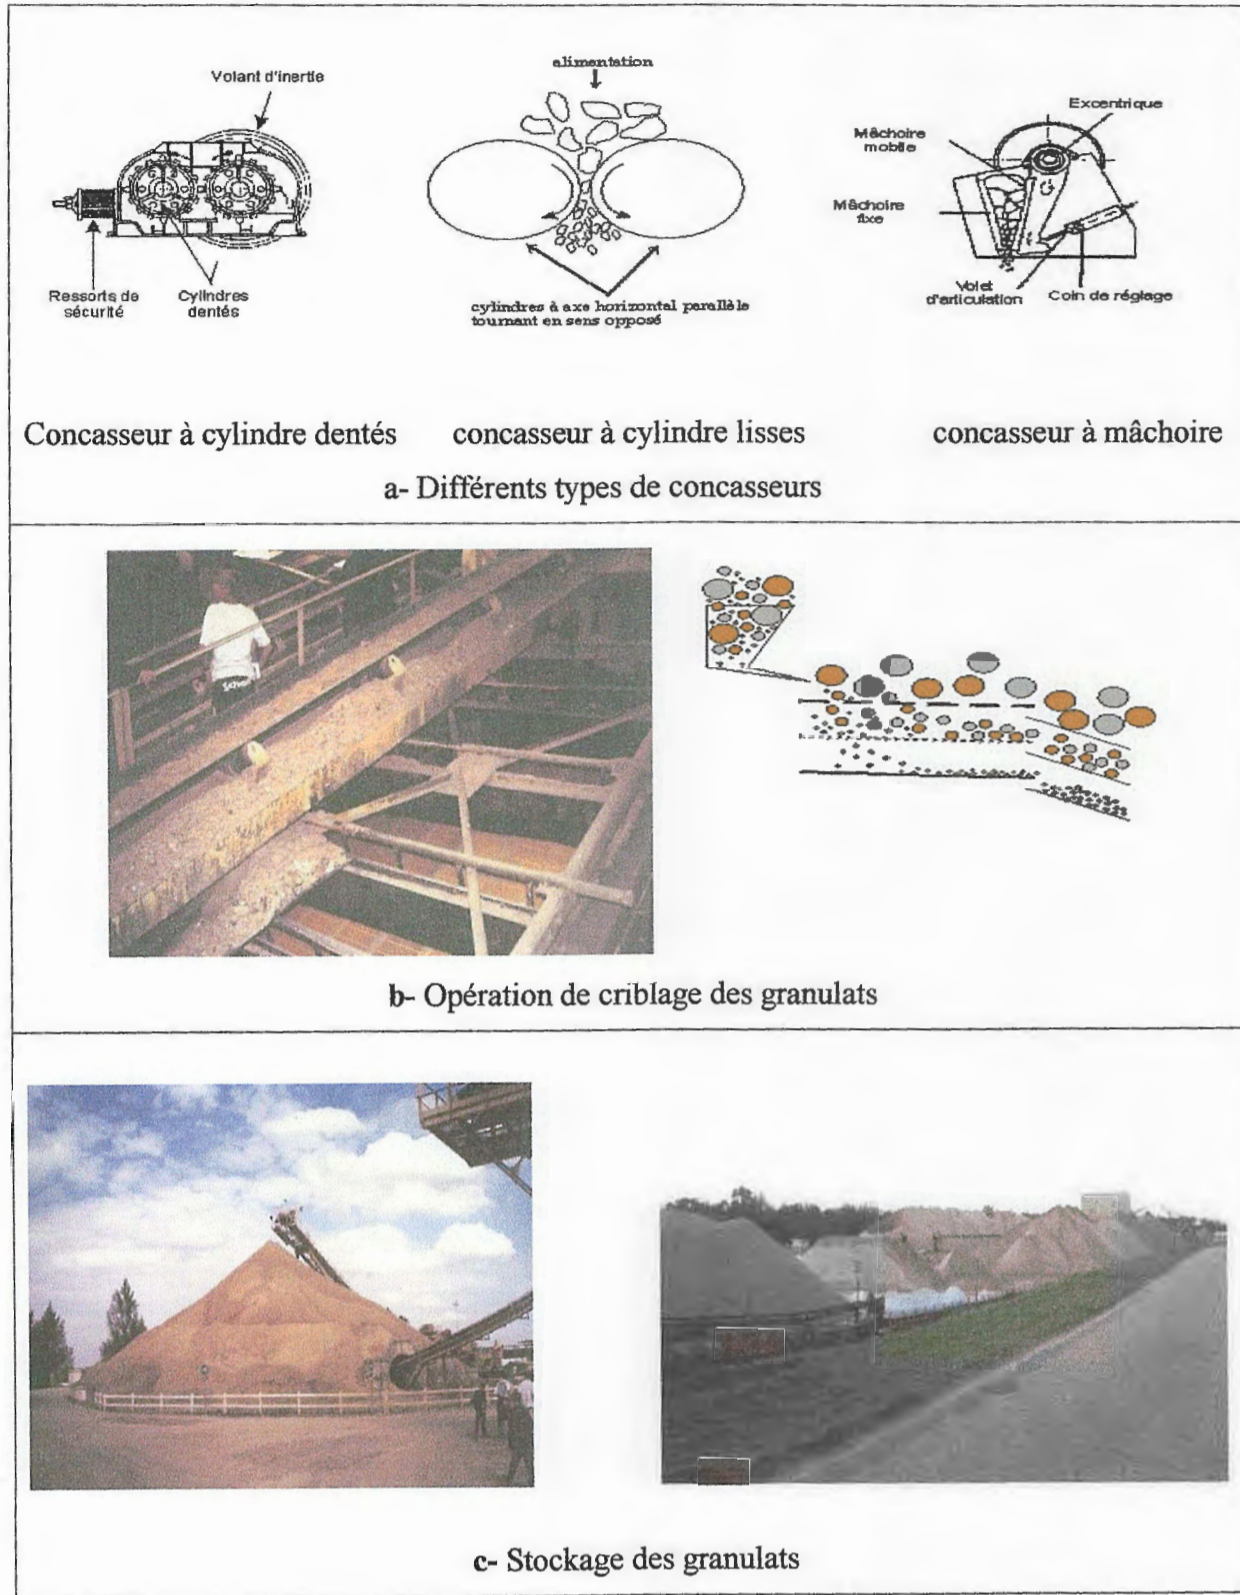 Volant d'inertie
Ressorts de
sécurité
Cylindres
dentés
alimentation
cylindres à axe horizontal parallèle
tournant en sens opposé
Excentrique
Mâchoire
mobile
Mâchoire
fixe
Volet
d'articulation
Coin de réglage
Concasseur à cylindre dentés
concasseur à cylindre lisses
concasseur à mâchoire
a- Différents types de concasseurs
b- Opération de criblage des granulats
c- Stockage des granulats